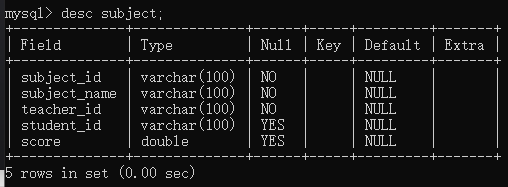 mysql> desc subject;
+--------------+--------------+------+-----+---------+-------+
| Field        | Type         | Null | Key | Default | Extra |
+--------------+--------------+------+-----+---------+-------+
| subject_id   | varchar(100) | NO   |     | NULL    |       |
| subject_name | varchar(100) | NO   |     | NULL    |       |
| teacher_id   | varchar(100) | NO   |     | NULL    |       |
| student_id   | varchar(100) | YES  |     | NULL    |       |
| score        | double       | YES  |     | NULL    |       |
+--------------+--------------+------+-----+---------+-------+
5 rows in set (0.00 sec)